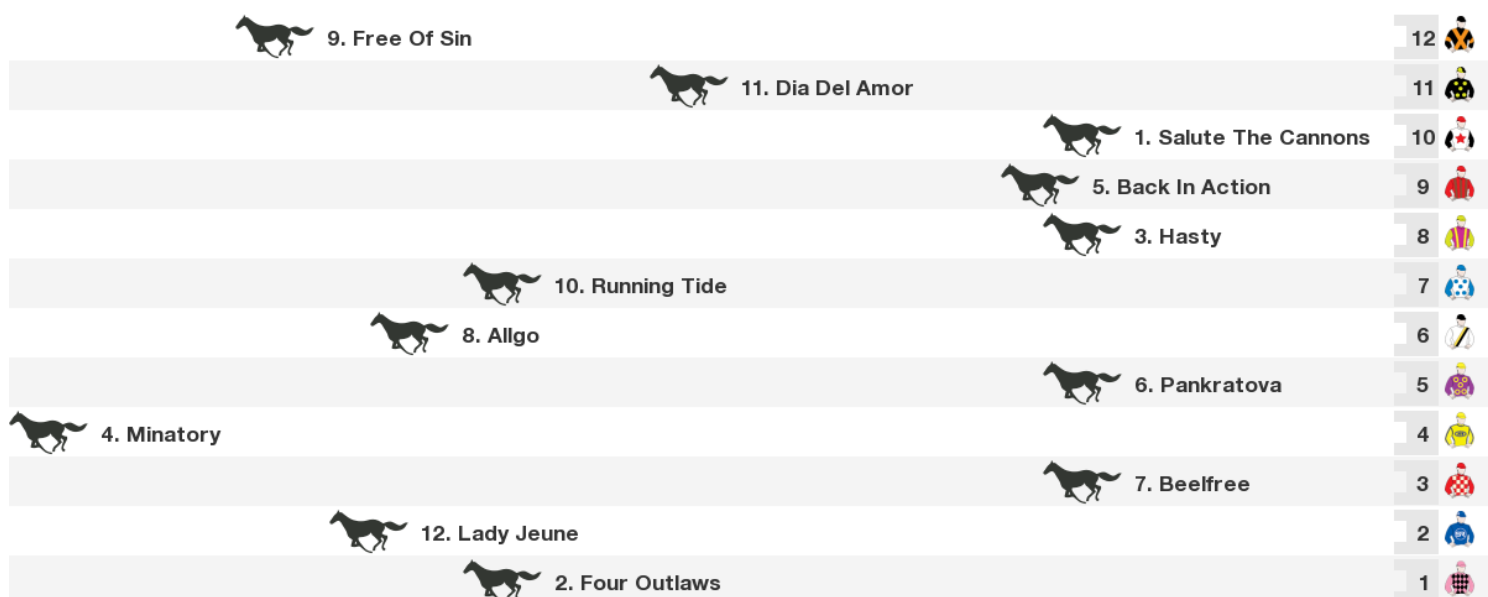 9. Free Of Sin 12
11. Dia Del Amor 11
1. Salute The Cannons 10
5. Back In Action 9
3. Hasty 8
10. Running Tide 7
8. Allgo 6
6. Pankratova 5
4. Minatory 4
7. Beelfree 3
12. Lady Jeune 2
2. Four Outlaws 1